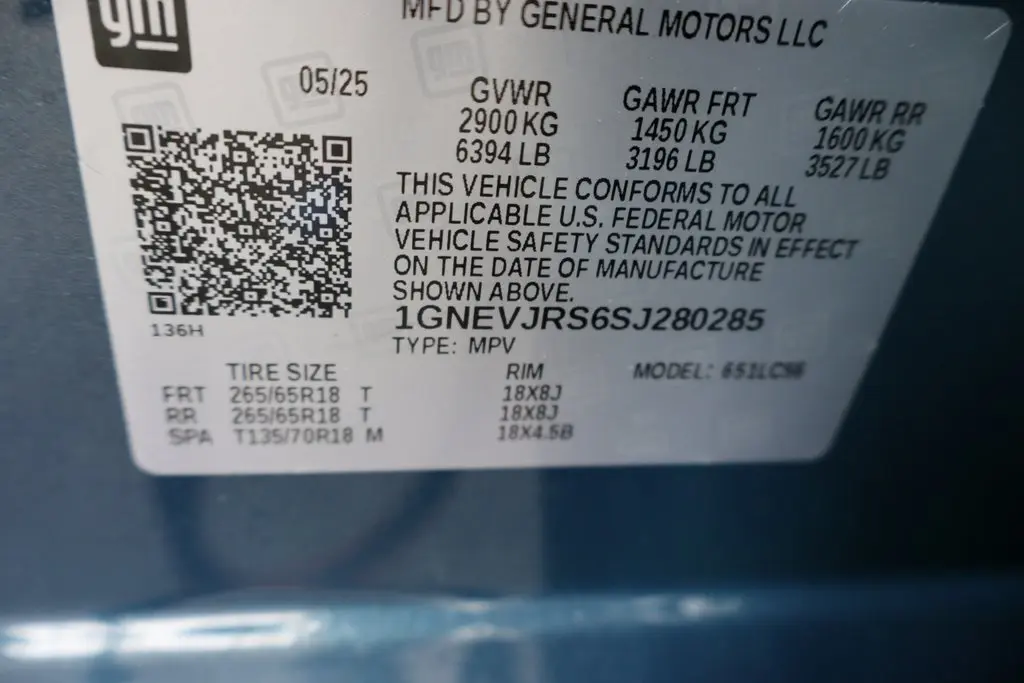 gm
MFD BY GENERAL MOTORS LLC
05/25
GVWR GAWR FRT GAWR RR
2900 KG 1450 KG 1600 KG
6394 LB 3196 LB 3527 LB
THIS VEHICLE CONFORMS TO ALL
APPLICABLE U.S. FEDERAL MOTOR
VEHICLE SAFETY STANDARDS IN EFFECT
ON THE DATE OF MANUFACTURE
SHOWN ABOVE.
1GNEVJRS6SJ280285
136H
TYPE: MPV
TIRE SIZE RIM MODEL:
FRT 265/65R18 T 18X8J
RR 265/65R18 T 18X8J
SPA T135/70R18 M 18X4.5B